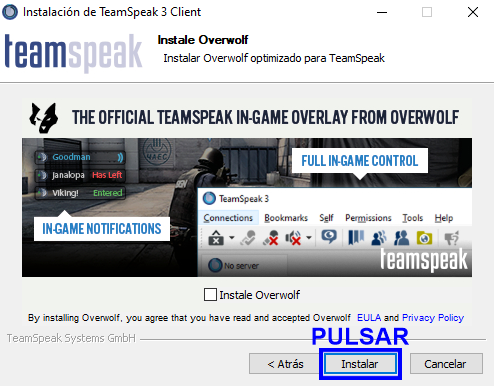 Instalación de TeamSpeak 3 Client
teamspeak
Instale Overwolf
Instalar Overwolf optimizado para TeamSpeak
THE OFFICIAL TEAMSPEAK IN-GAME OVERLAY FROM OVERWOLF
Goodman
Janalopa Has Left
Viking! Entered
IN-GAME NOTIFICATIONS
FULL IN-GAME CONTROL
TeamSpeak 3
Connections Bookmarks Self Permissions Tools Help
No server
teamspeak
Instale Overwolf
By installing Overwolf, you agree that you have read and accepted Overwolf EULA and Privacy Policy
TeamSpeak Systems GmbH
PULSAR
< Atrás Instalar Cancelar